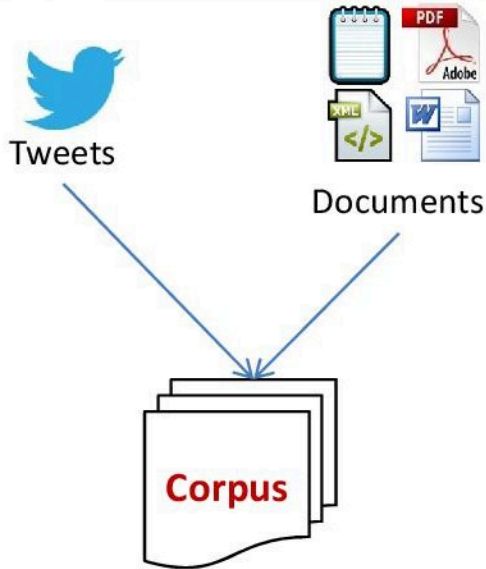 PDF
Adobe
XML
</>
W
Tweets
Documents
Corpus